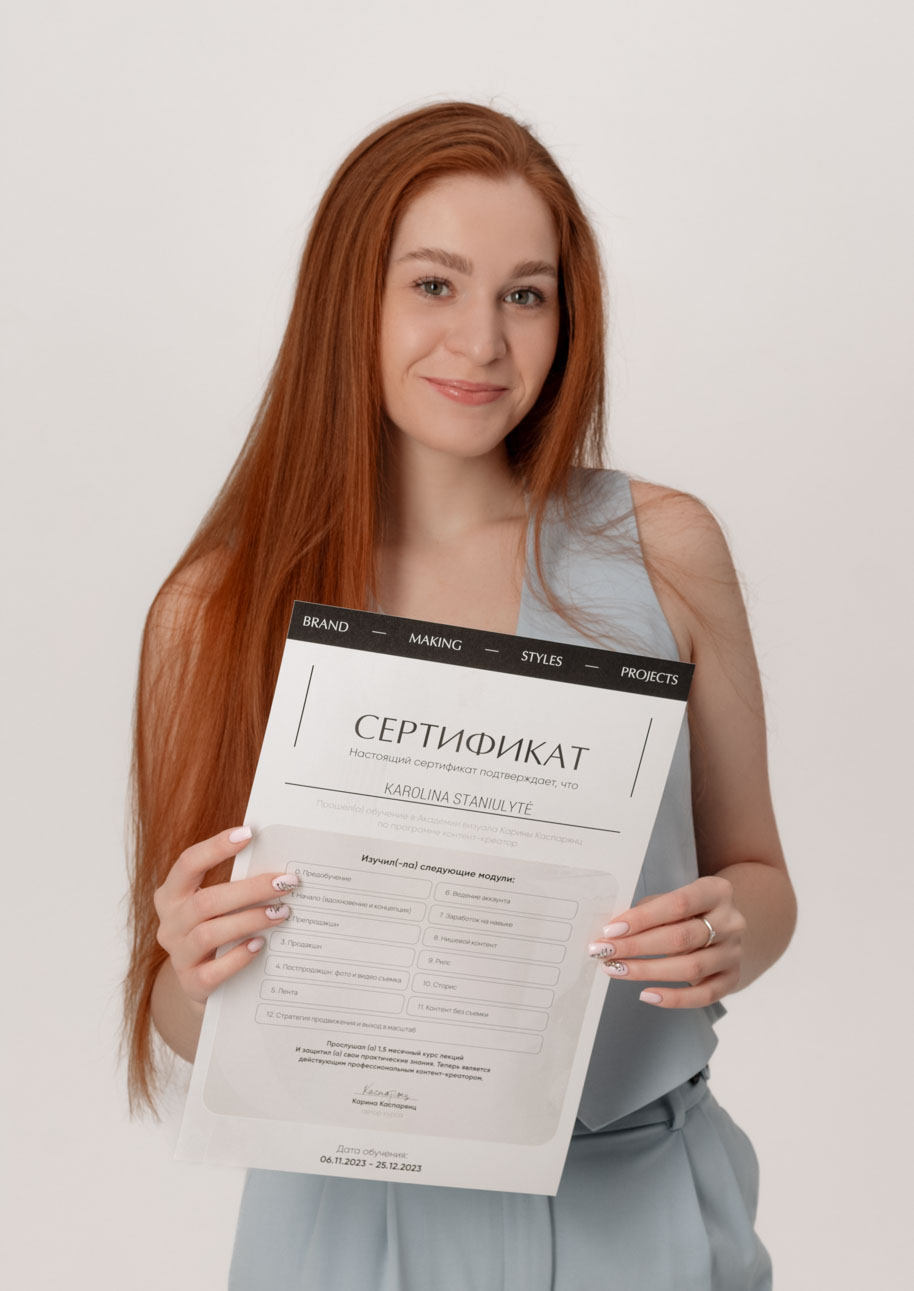 BRAND — MAKING — STYLES — PROJECTS
СЕРТИФИКАТ
Настоящий сертификат подтверждает, что
KAROLINA STANIULYTĖ
Прошел(а) обучение в Академии визуала Карины Каспарянц
по программе контент-креатор
Изучил(-ла) следующие модули:
0. Предобучение
1. Начало (вдохновение и концепция)
2. Препродакшн
3. Продакшн
4. Постпродакшн: фото и видео съемка
5. Лента
6. Ведение аккаунта
7. Заработок на навыке
8. Нишевой контент
9. Рилс
10. Сторис
11. Контент без съемки
12. Стратегия продвижения и выход в масштаб
Прослушал (а) 1,5 месячный курс лекций
И защитил (а) свои практические знания. Теперь является
действующим профессиональным контент-креатором.
Карина Каспарянц
автор курса
Дата обучения:
06.11.2023 - 25.12.2023